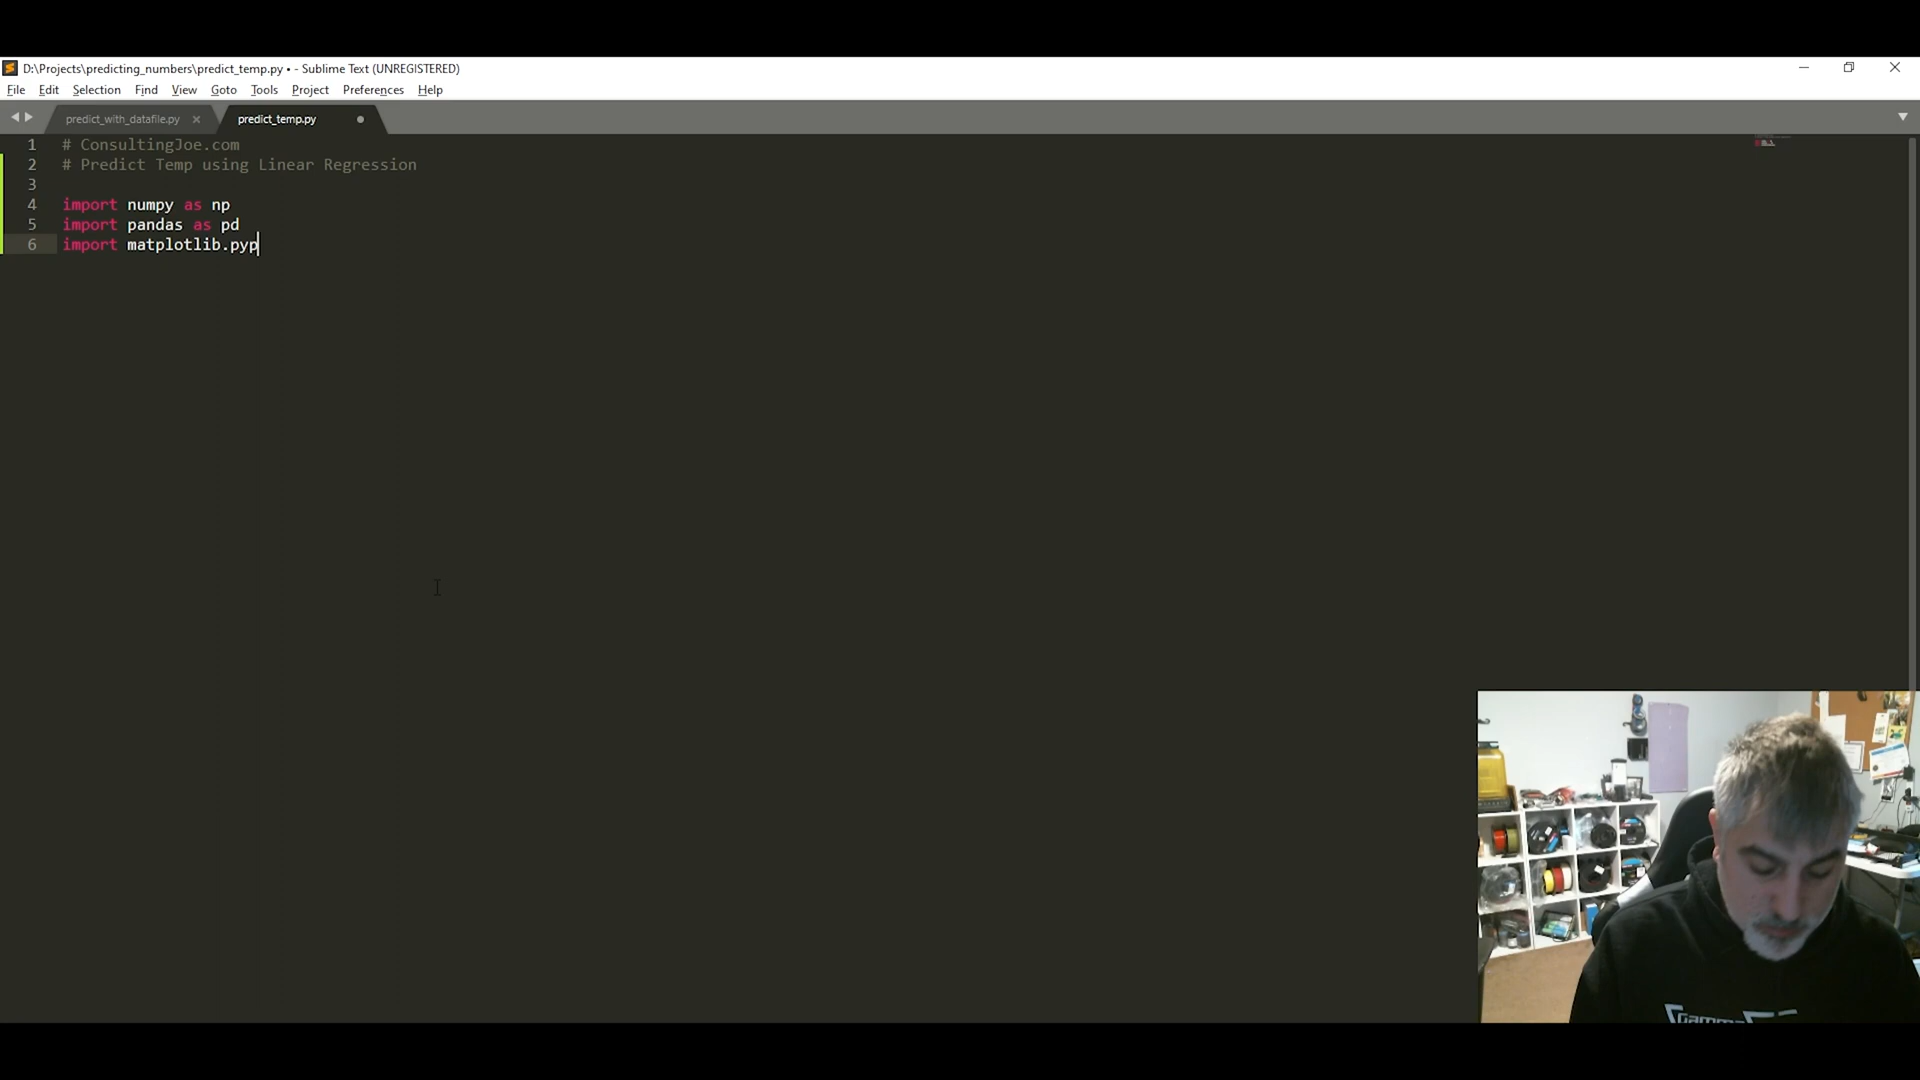 D:\Projects\predicting_numbers\predict_temp.py • - Sublime Text (UNREGISTERED)
File Edit Selection Find View Goto Tools Project Preferences Help
predict_with_datafile.py predict_temp.py
1 # ConsultingJoe.com
2 # Predict Temp using Linear Regression
3
4 import numpy as np
5 import pandas as pd
6 import matplotlib.pyp